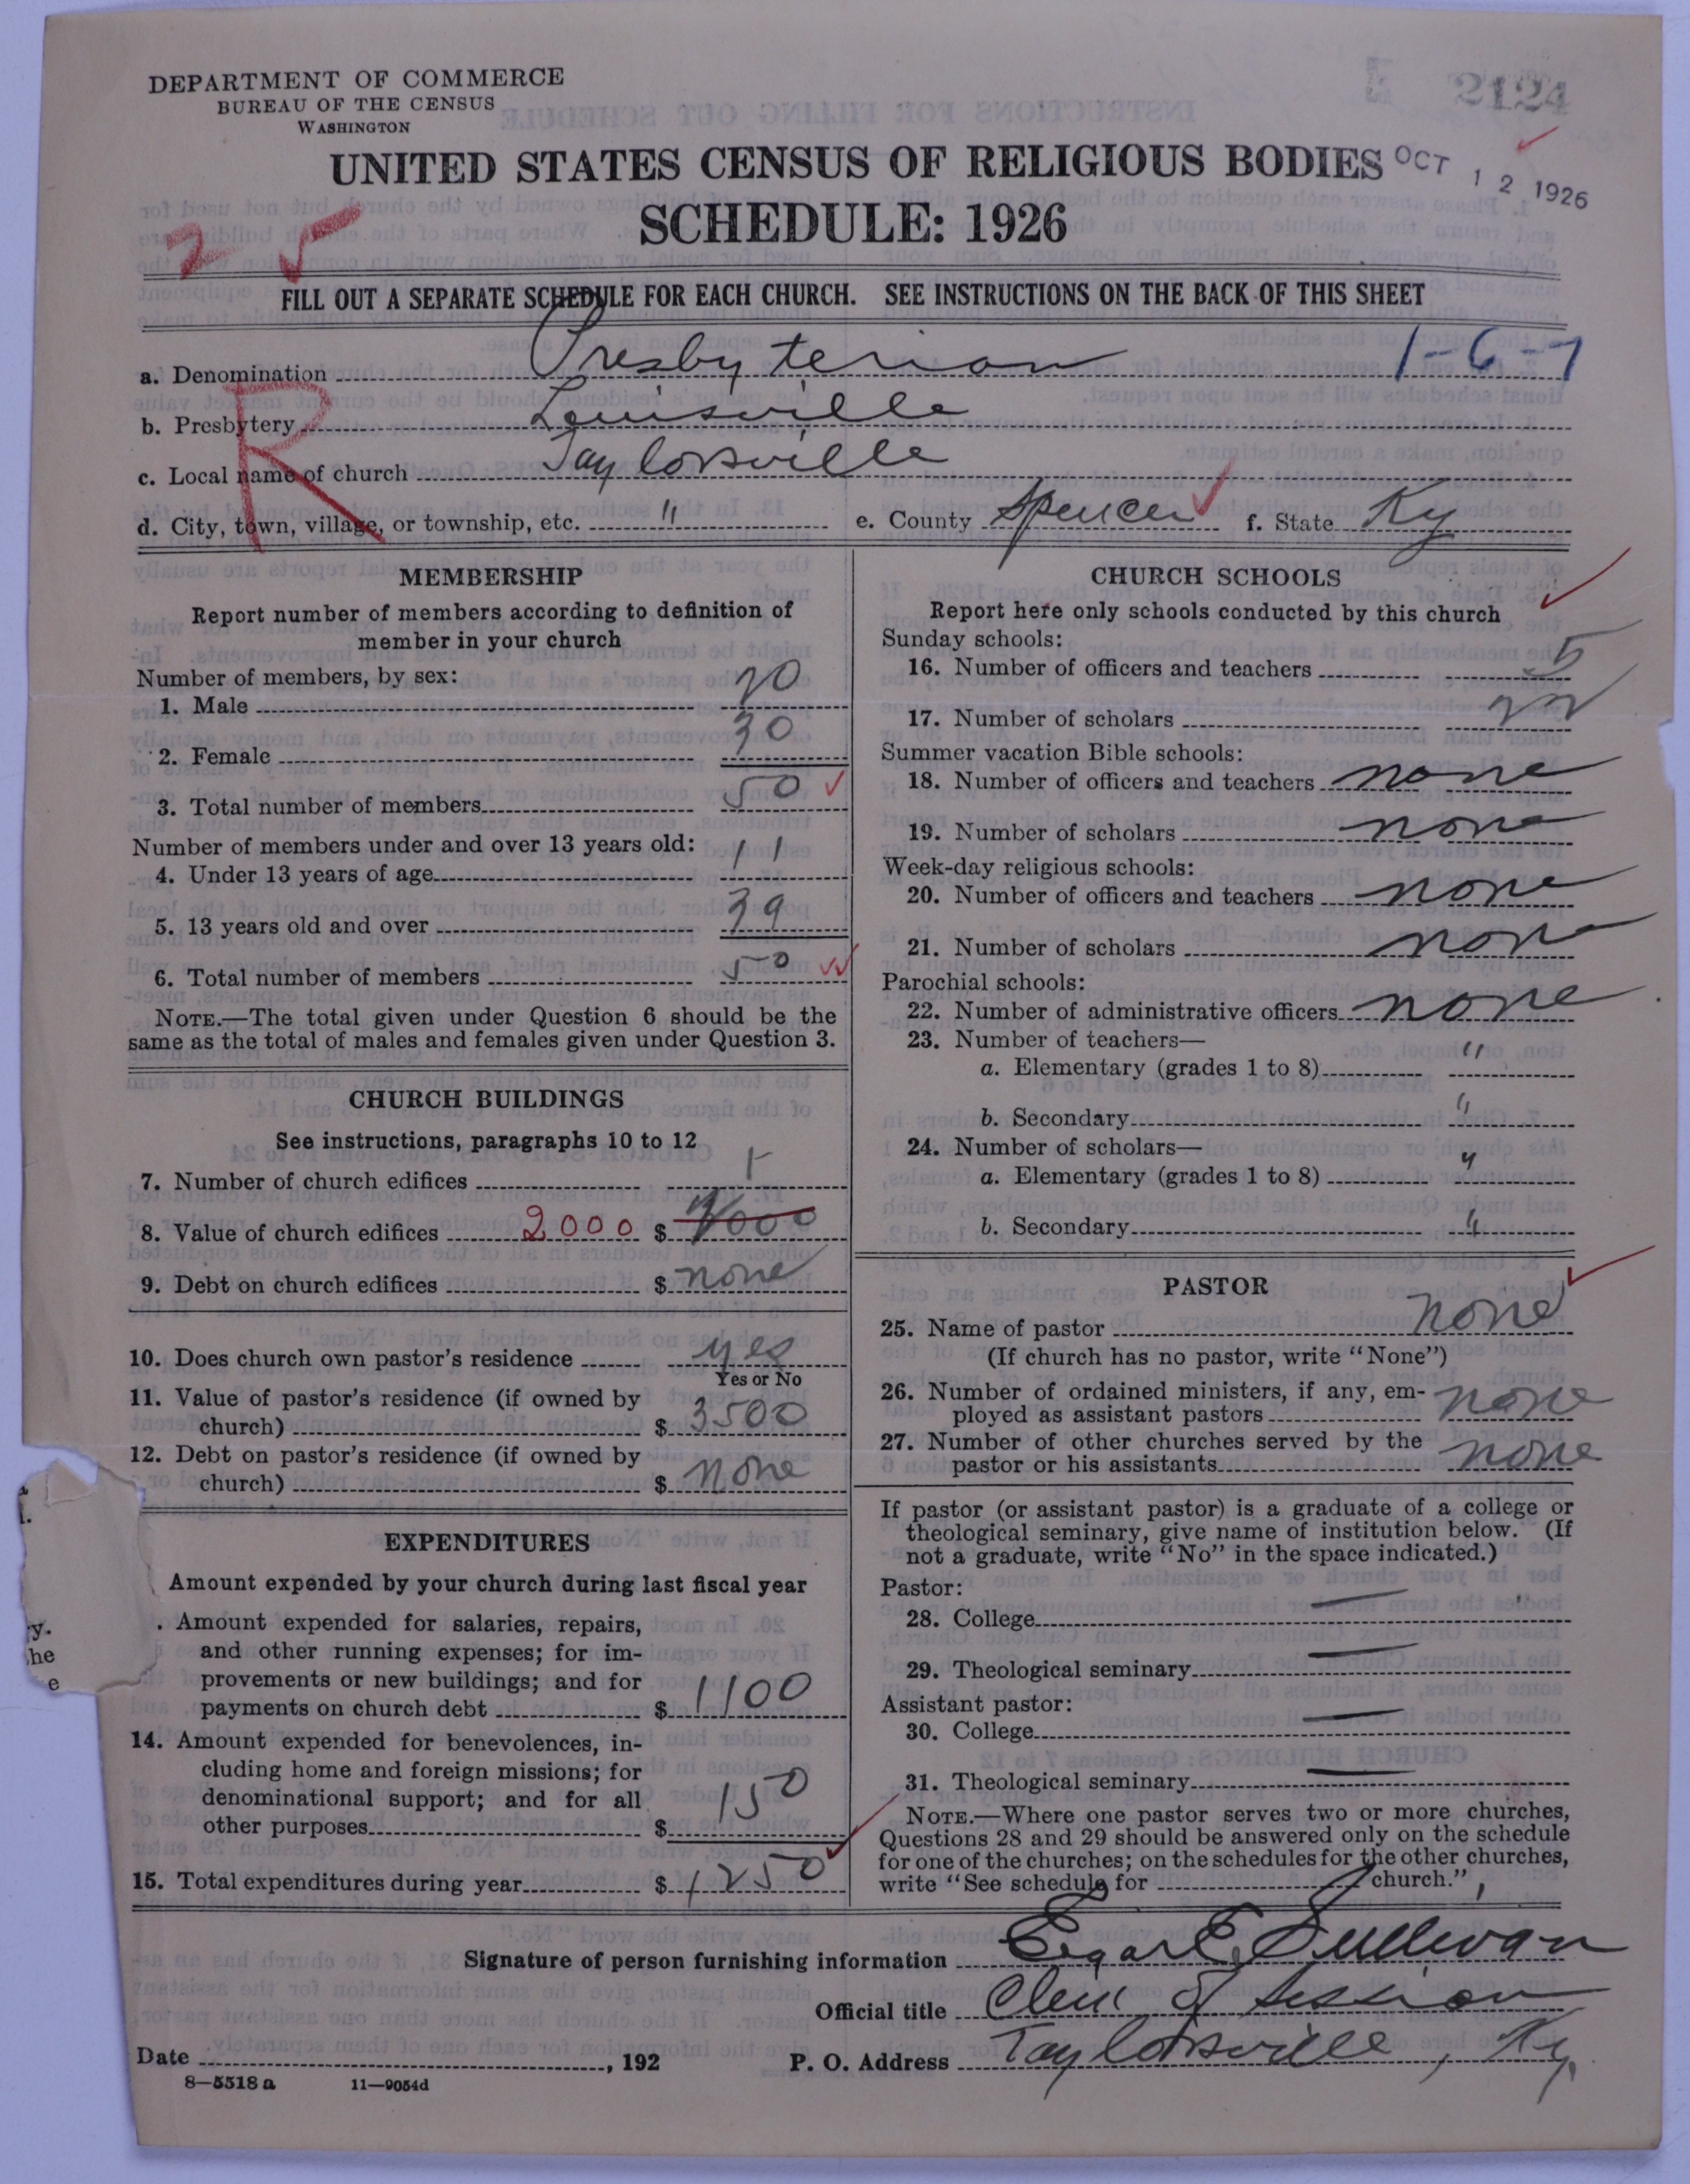 DEPARTMENT OF COMMERCE
BUREAU OF THE CENSUS
WASHINGTON
2124
UNITED STATES CENSUS OF RELIGIOUS BODIES
OCT 12 1926
SCHEDULE: 1926
2
FILL OUT A SEPARATE SCHEDULE FOR EACH CHURCH. SEE INSTRUCTIONS ON THE BACK OF THIS SHEET
a. Denomination Presbyterian 1-6-7
b. Presbytery Louisville
R
c. Local name of church Taylorsville
d. City, town, village, or township, etc. " e. County Spencer f. State Ky
MEMBERSHIP
Report number of members according to definition of
member in your church
Number of members, by sex:
1. Male 20
2. Female 30
3. Total number of members 50
Number of members under and over 13 years old:
4. Under 13 years of age 11
5. 13 years old and over 39
6. Total number of members 50
NOTE.—The total given under Question 6 should be the
same as the total of males and females given under Question 3.
CHURCH BUILDINGS
See instructions, paragraphs 10 to 12
7. Number of church edifices 1
8. Value of church edifices 2000 $
9. Debt on church edifices $ none
10. Does church own pastor's residence yes
Yes or No
11. Value of pastor's residence (if owned by
church) $ 3500
12. Debt on pastor's residence (if owned by
church) $ none
EXPENDITURES
Amount expended by your church during last fiscal year
. Amount expended for salaries, repairs,
and other running expenses; for im-
provements or new buildings; and for
payments on church debt $ 1100
14. Amount expended for benevolences, in-
cluding home and foreign missions; for
denominational support; and for all
other purposes $ 150
15. Total expenditures during year $ 1250
CHURCH SCHOOLS
Report here only schools conducted by this church
Sunday schools:
16. Number of officers and teachers 5
17. Number of scholars 22
Summer vacation Bible schools:
18. Number of officers and teachers none
19. Number of scholars none
Week-day religious schools:
20. Number of officers and teachers none
21. Number of scholars none
Parochial schools:
22. Number of administrative officers none
23. Number of teachers—
a. Elementary (grades 1 to 8) "
b. Secondary "
24. Number of scholars—
a. Elementary (grades 1 to 8) "
b. Secondary "
PASTOR
25. Name of pastor none
(If church has no pastor, write "None")
26. Number of ordained ministers, if any, em-
ployed as assistant pastors none
27. Number of other churches served by the
pastor or his assistants none
If pastor (or assistant pastor) is a graduate of a college or
theological seminary, give name of institution below. (If
not a graduate, write "No" in the space indicated.)
Pastor:
28. College —
29. Theological seminary —
Assistant pastor:
30. College —
31. Theological seminary —
NOTE.—Where one pastor serves two or more churches,
Questions 28 and 29 should be answered only on the schedule
for one of the churches; on the schedules for the other churches,
write "See schedule for church."
Signature of person furnishing information Edgar E. Sullivan
Official title Clerk of Session
Date , 192 P. O. Address Taylorsville, Ky.
8—5518 a 11—9054d
y.
he
e